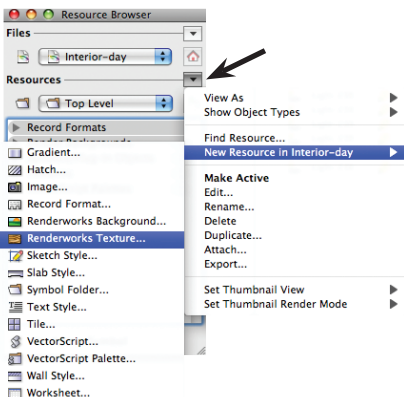 Resource Browser
Files
Interior-day
Resources
Top Level
Record Formats
Render Backgrounds
View As
Show Object Types
Find Resource...
New Resource in Interior-day
Make Active
Edit...
Rename...
Delete
Duplicate...
Attach...
Export...
Set Thumbnail View
Set Thumbnail Render Mode
Gradient...
Hatch...
Image...
Record Format...
Renderworks Background...
Renderworks Texture...
Sketch Style...
Slab Style...
Symbol Folder...
Text Style...
Tile...
VectorScript...
VectorScript Palette...
Wall Style...
Worksheet...